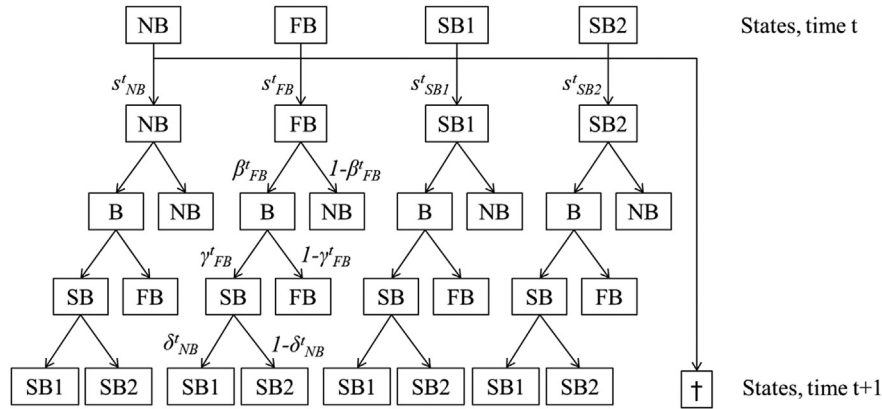 NB FB SB1 SB2 States, time t
s^t_NB s^t_FB s^t_SB1 s^t_SB2
NB FB SB1 SB2
β^t_FB 1-β^t_FB
B NB B NB B NB B NB
γ^t_FB 1-γ^t_FB
SB FB SB FB SB FB SB FB
δ^t_NB 1-δ^t_NB
SB1 SB2 SB1 SB2 SB1 SB2 SB1 SB2 † States, time t+1